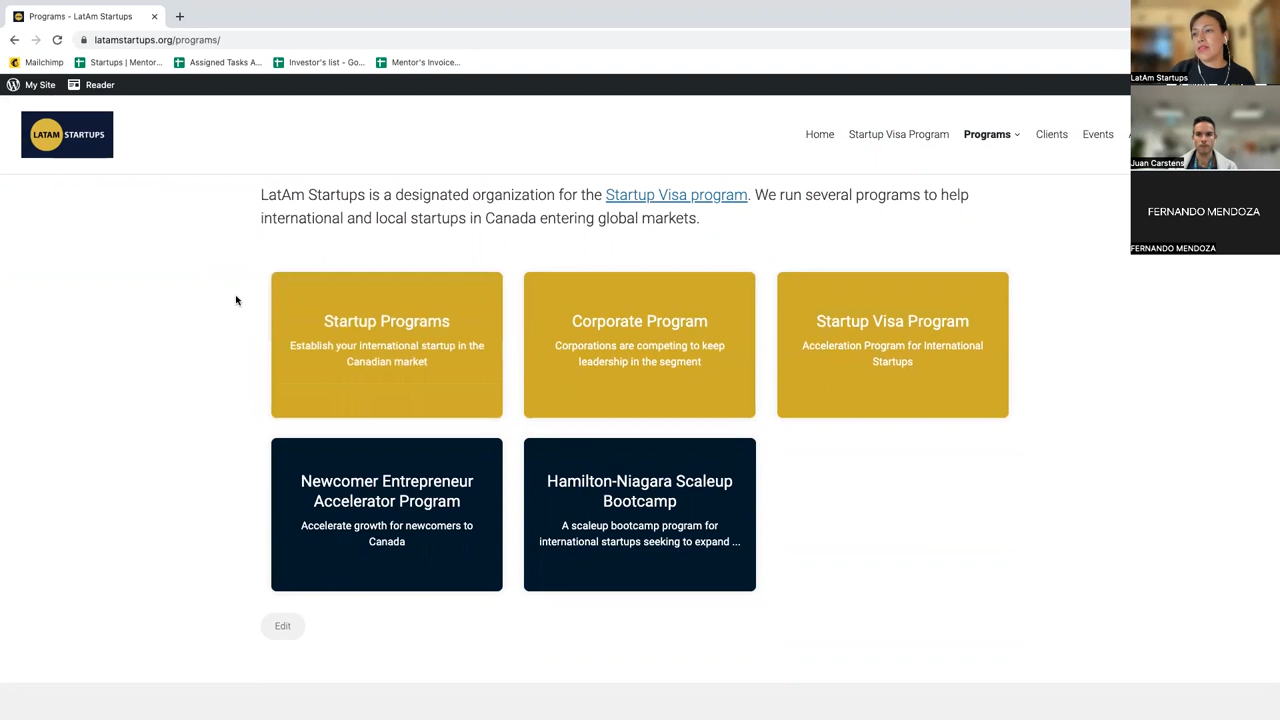 Programs - LatAm Startups
latamstartups.org/programs/
Mailchimp
Startups | Mentor...
Assigned Tasks A...
Investor's list - Go...
Mentor's Invoice...
My Site
Reader
LATAM STARTUPS
Home
Startup Visa Program
Programs
Clients
Events
LatAm Startups is a designated organization for the Startup Visa program. We run several programs to help
international and local startups in Canada entering global markets.
Startup Programs
Establish your international startup in the
Canadian market
Corporate Program
Corporations are competing to keep
leadership in the segment
Startup Visa Program
Acceleration Program for International
Startups
Newcomer Entrepreneur
Accelerator Program
Accelerate growth for newcomers to
Canada
Hamilton-Niagara Scaleup
Bootcamp
A scaleup bootcamp program for
international startups seeking to expand ...
Edit
LatAm Startups
Juan Carstens
FERNANDO MENDOZA
FERNANDO MENDOZA